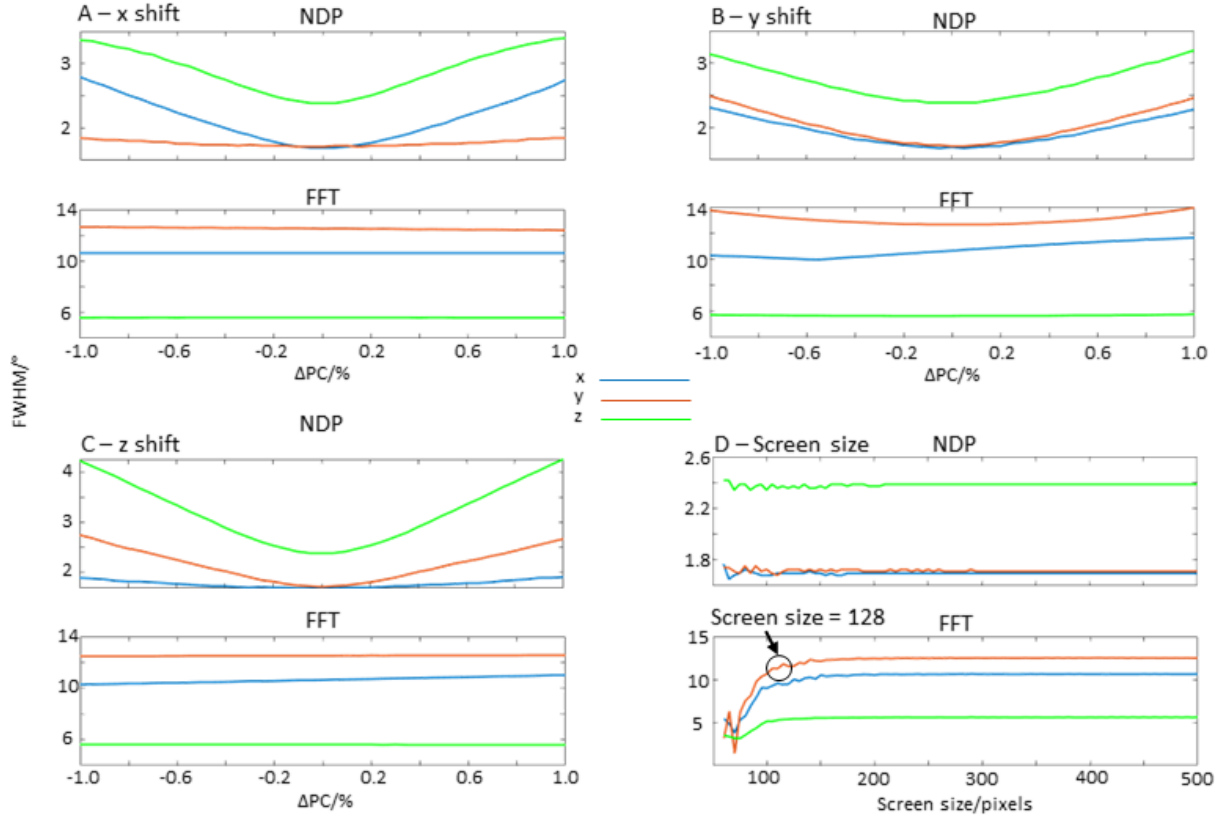 A – x shift
NDP
3
2
FFT
14
10
6
-1.0 -0.6 -0.2 0.2 0.6 1.0
ΔPC/%
B – y shift
NDP
3
2
FFT
14
10
6
-1.0 -0.6 -0.2 0.2 0.6 1.0
ΔPC/%
FWHM/°
x
y
z
C – z shift
NDP
4
3
2
FFT
14
10
6
-1.0 -0.6 -0.2 0.2 0.6 1.0
ΔPC/%
D – Screen size
NDP
2.6
2.2
1.8
Screen size = 128
FFT
15
10
5
100 200 300 400 500
Screen size/pixels